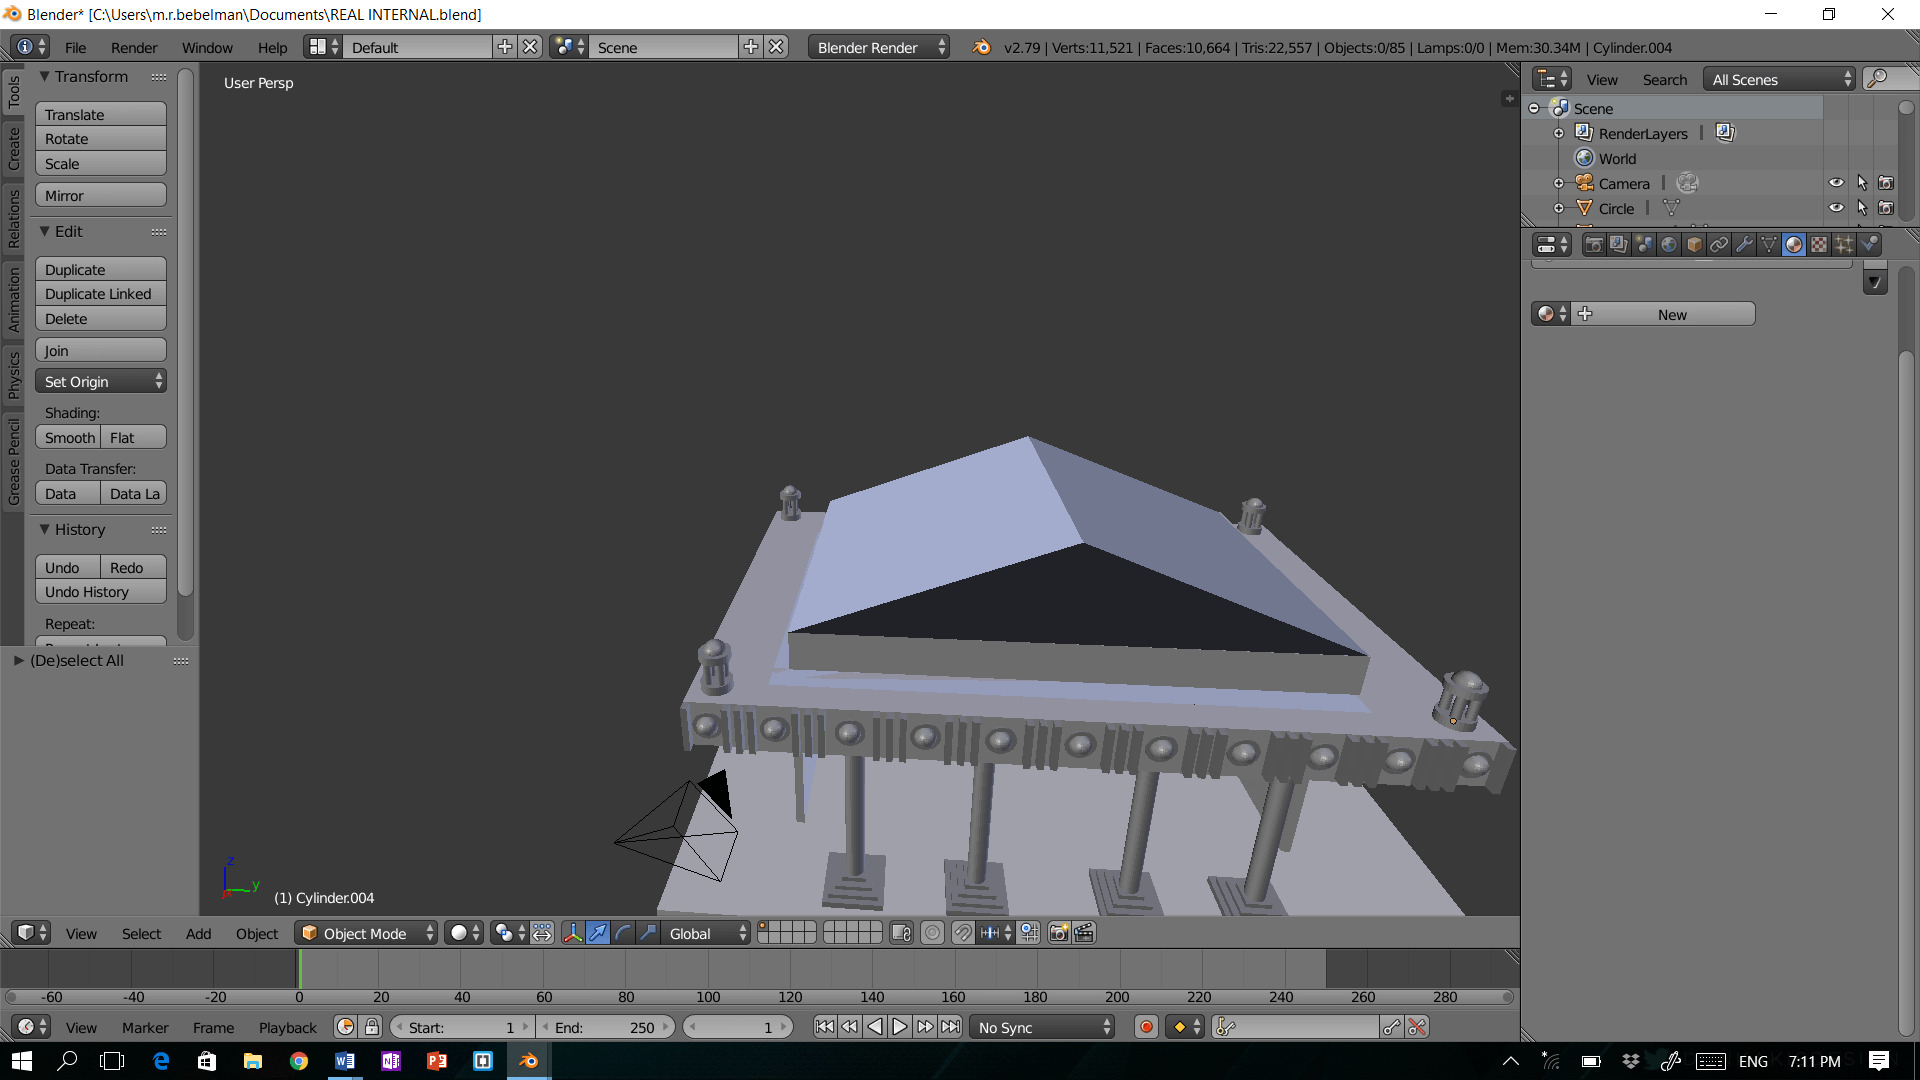 Blender* [C:\Users\m.r.bebelman\Documents\REAL INTERNAL.blend]
File Render Window Help Default Scene Blender Render v2.79 | Verts:11,521 | Faces:10,664 | Tris:22,557 | Objects:0/85 | Lamps:0/0 | Mem:30.34M | Cylinder.004
Tools
Create
Relations
Animation
Physics
Grease Pencil
Transform
Translate
Rotate
Scale
Mirror
Edit
Duplicate
Duplicate Linked
Delete
Join
Set Origin
Shading:
Smooth Flat
Data Transfer:
Data Data La
History
Undo Redo
Undo History
Repeat:
(De)select All
User Persp
z
y
(1) Cylinder.004
View Search All Scenes
Scene
RenderLayers
World
Camera
Circle
New
View Select Add Object Object Mode Global
-60 -40 -20 0 20 40 60 80 100 120 140 160 180 200 220 240 260 280
View Marker Frame Playback Start: 1 End: 250 1 No Sync
ENG 7:11 PM